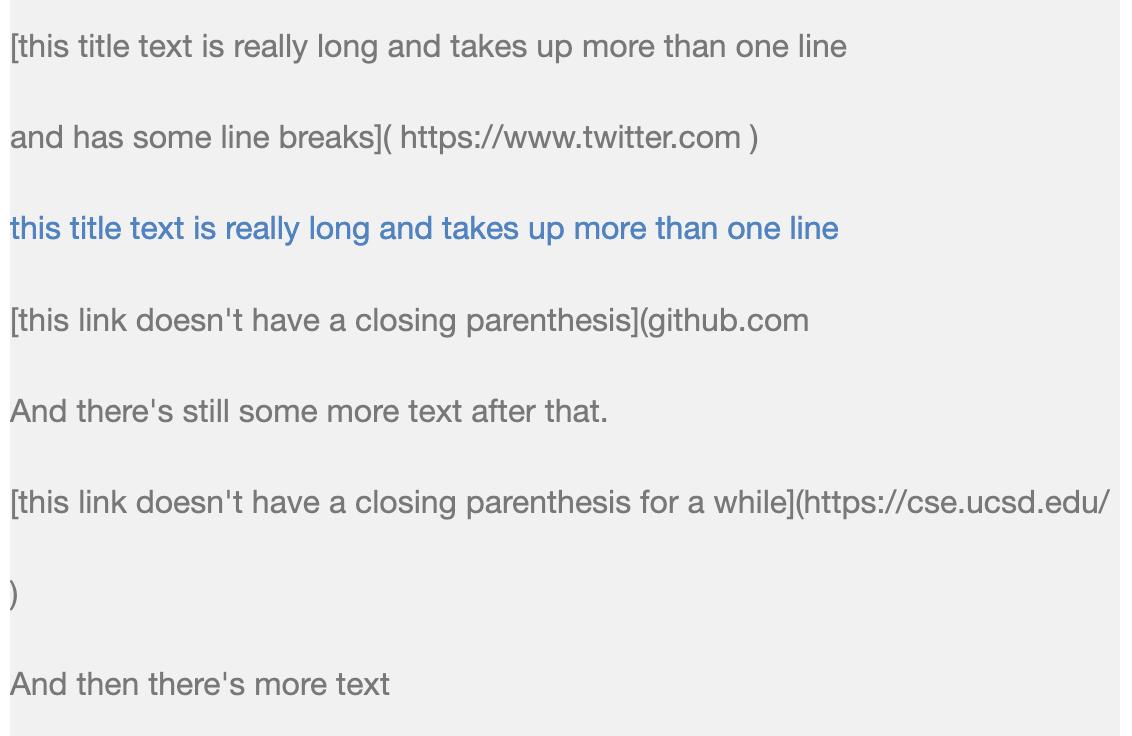 [this title text is really long and takes up more than one line
and has some line breaks]( https://www.twitter.com )
this title text is really long and takes up more than one line
[this link doesn't have a closing parenthesis](github.com
And there's still some more text after that.
[this link doesn't have a closing parenthesis for a while](https://cse.ucsd.edu/
)
And then there's more text